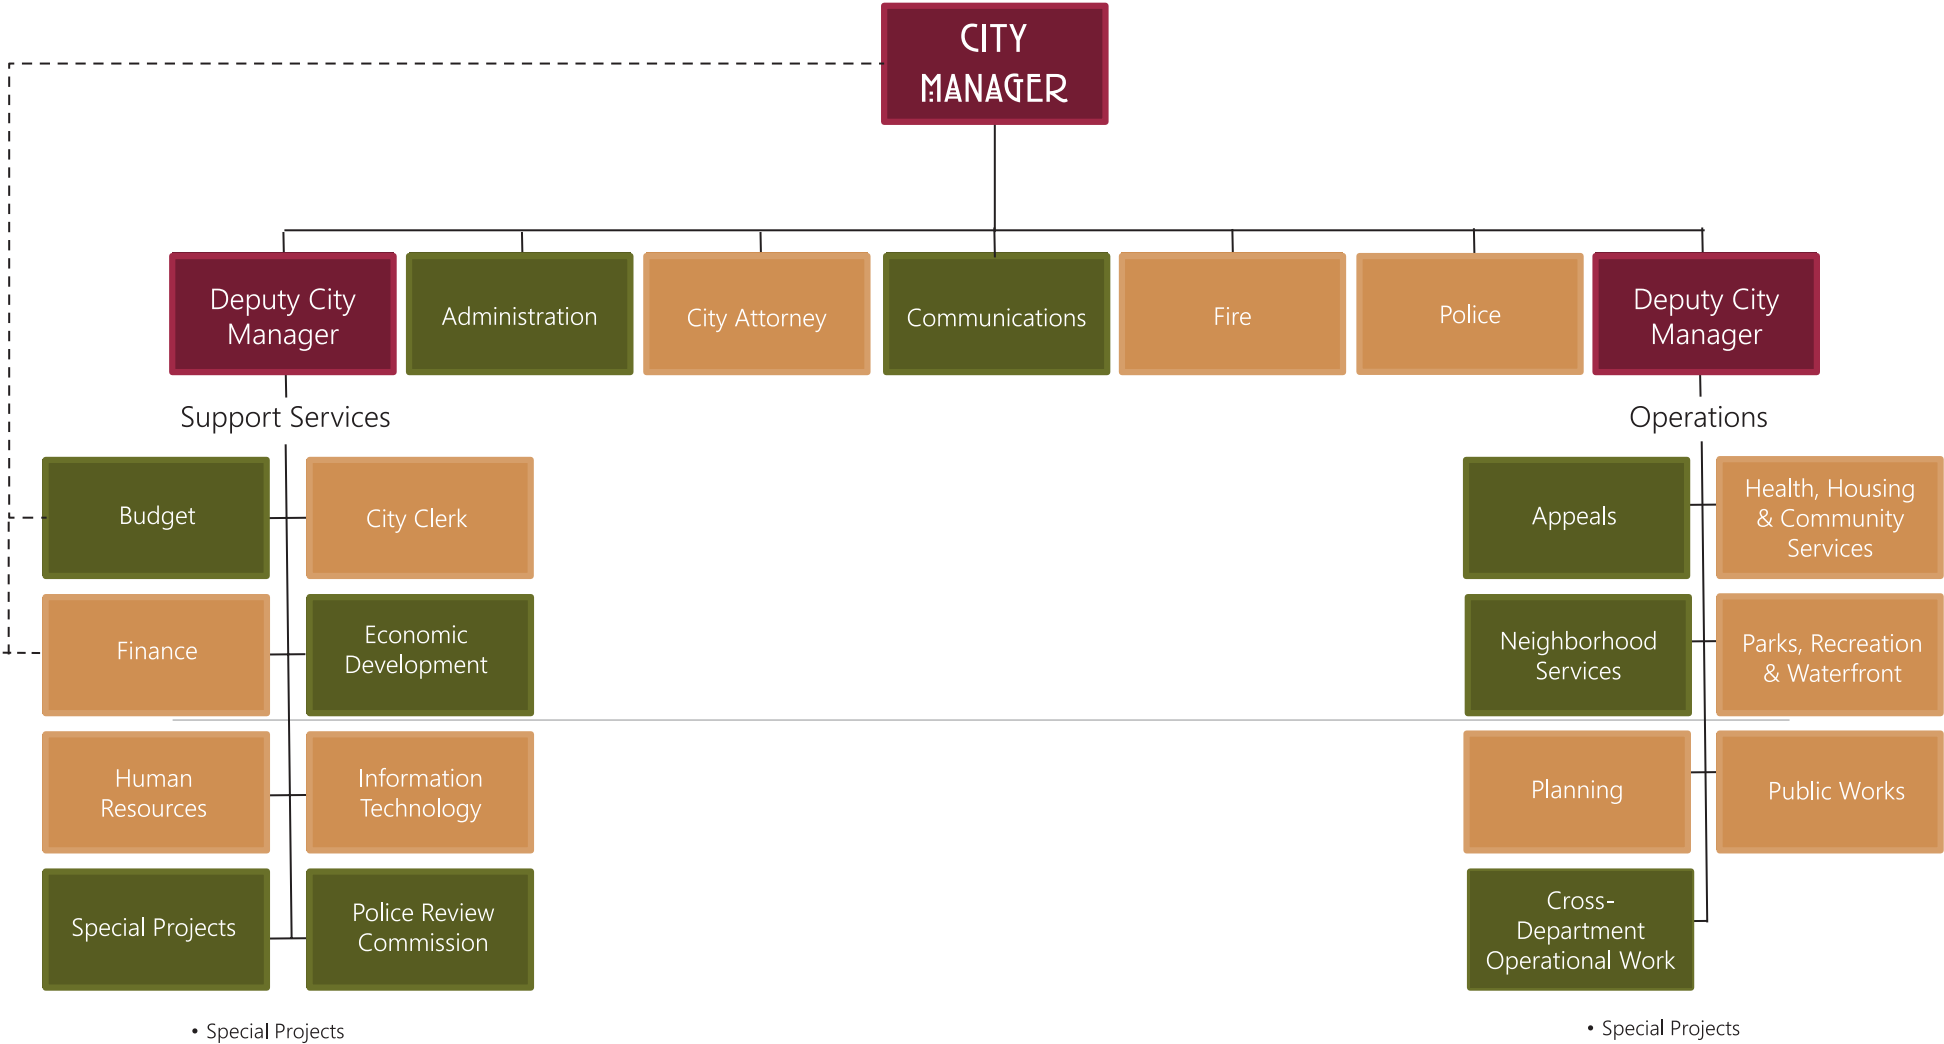 CITY
MANAGER
Deputy City
Manager
Administration
City Attorney
Communications
Fire
Police
Deputy City
Manager
Support Services
Budget
City Clerk
Finance
Economic
Development
Human
Resources
Information
Technology
Special Projects
Police Review
Commission
• Special Projects
Operations
Appeals
Health, Housing
& Community
Services
Neighborhood
Services
Parks, Recreation
& Waterfront
Planning
Public Works
Cross-
Department
Operational Work
• Special Projects